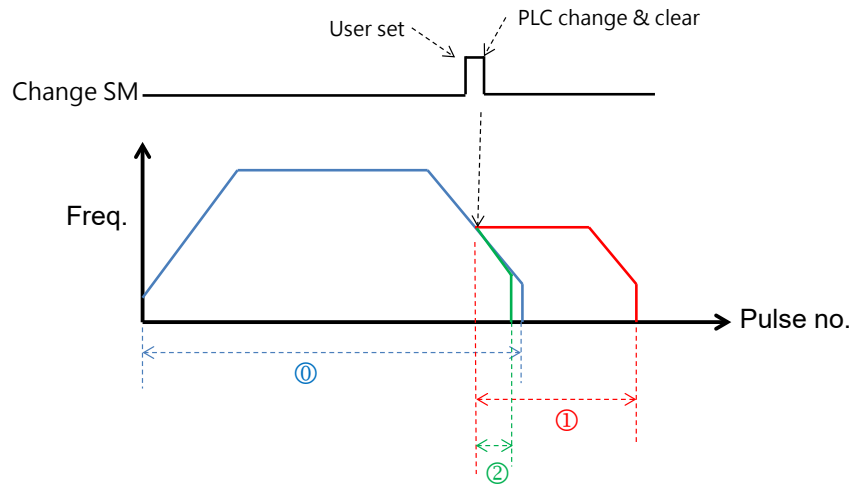 User set
PLC change & clear
Change SM
Freq.
Pulse no.
⓪
①
②